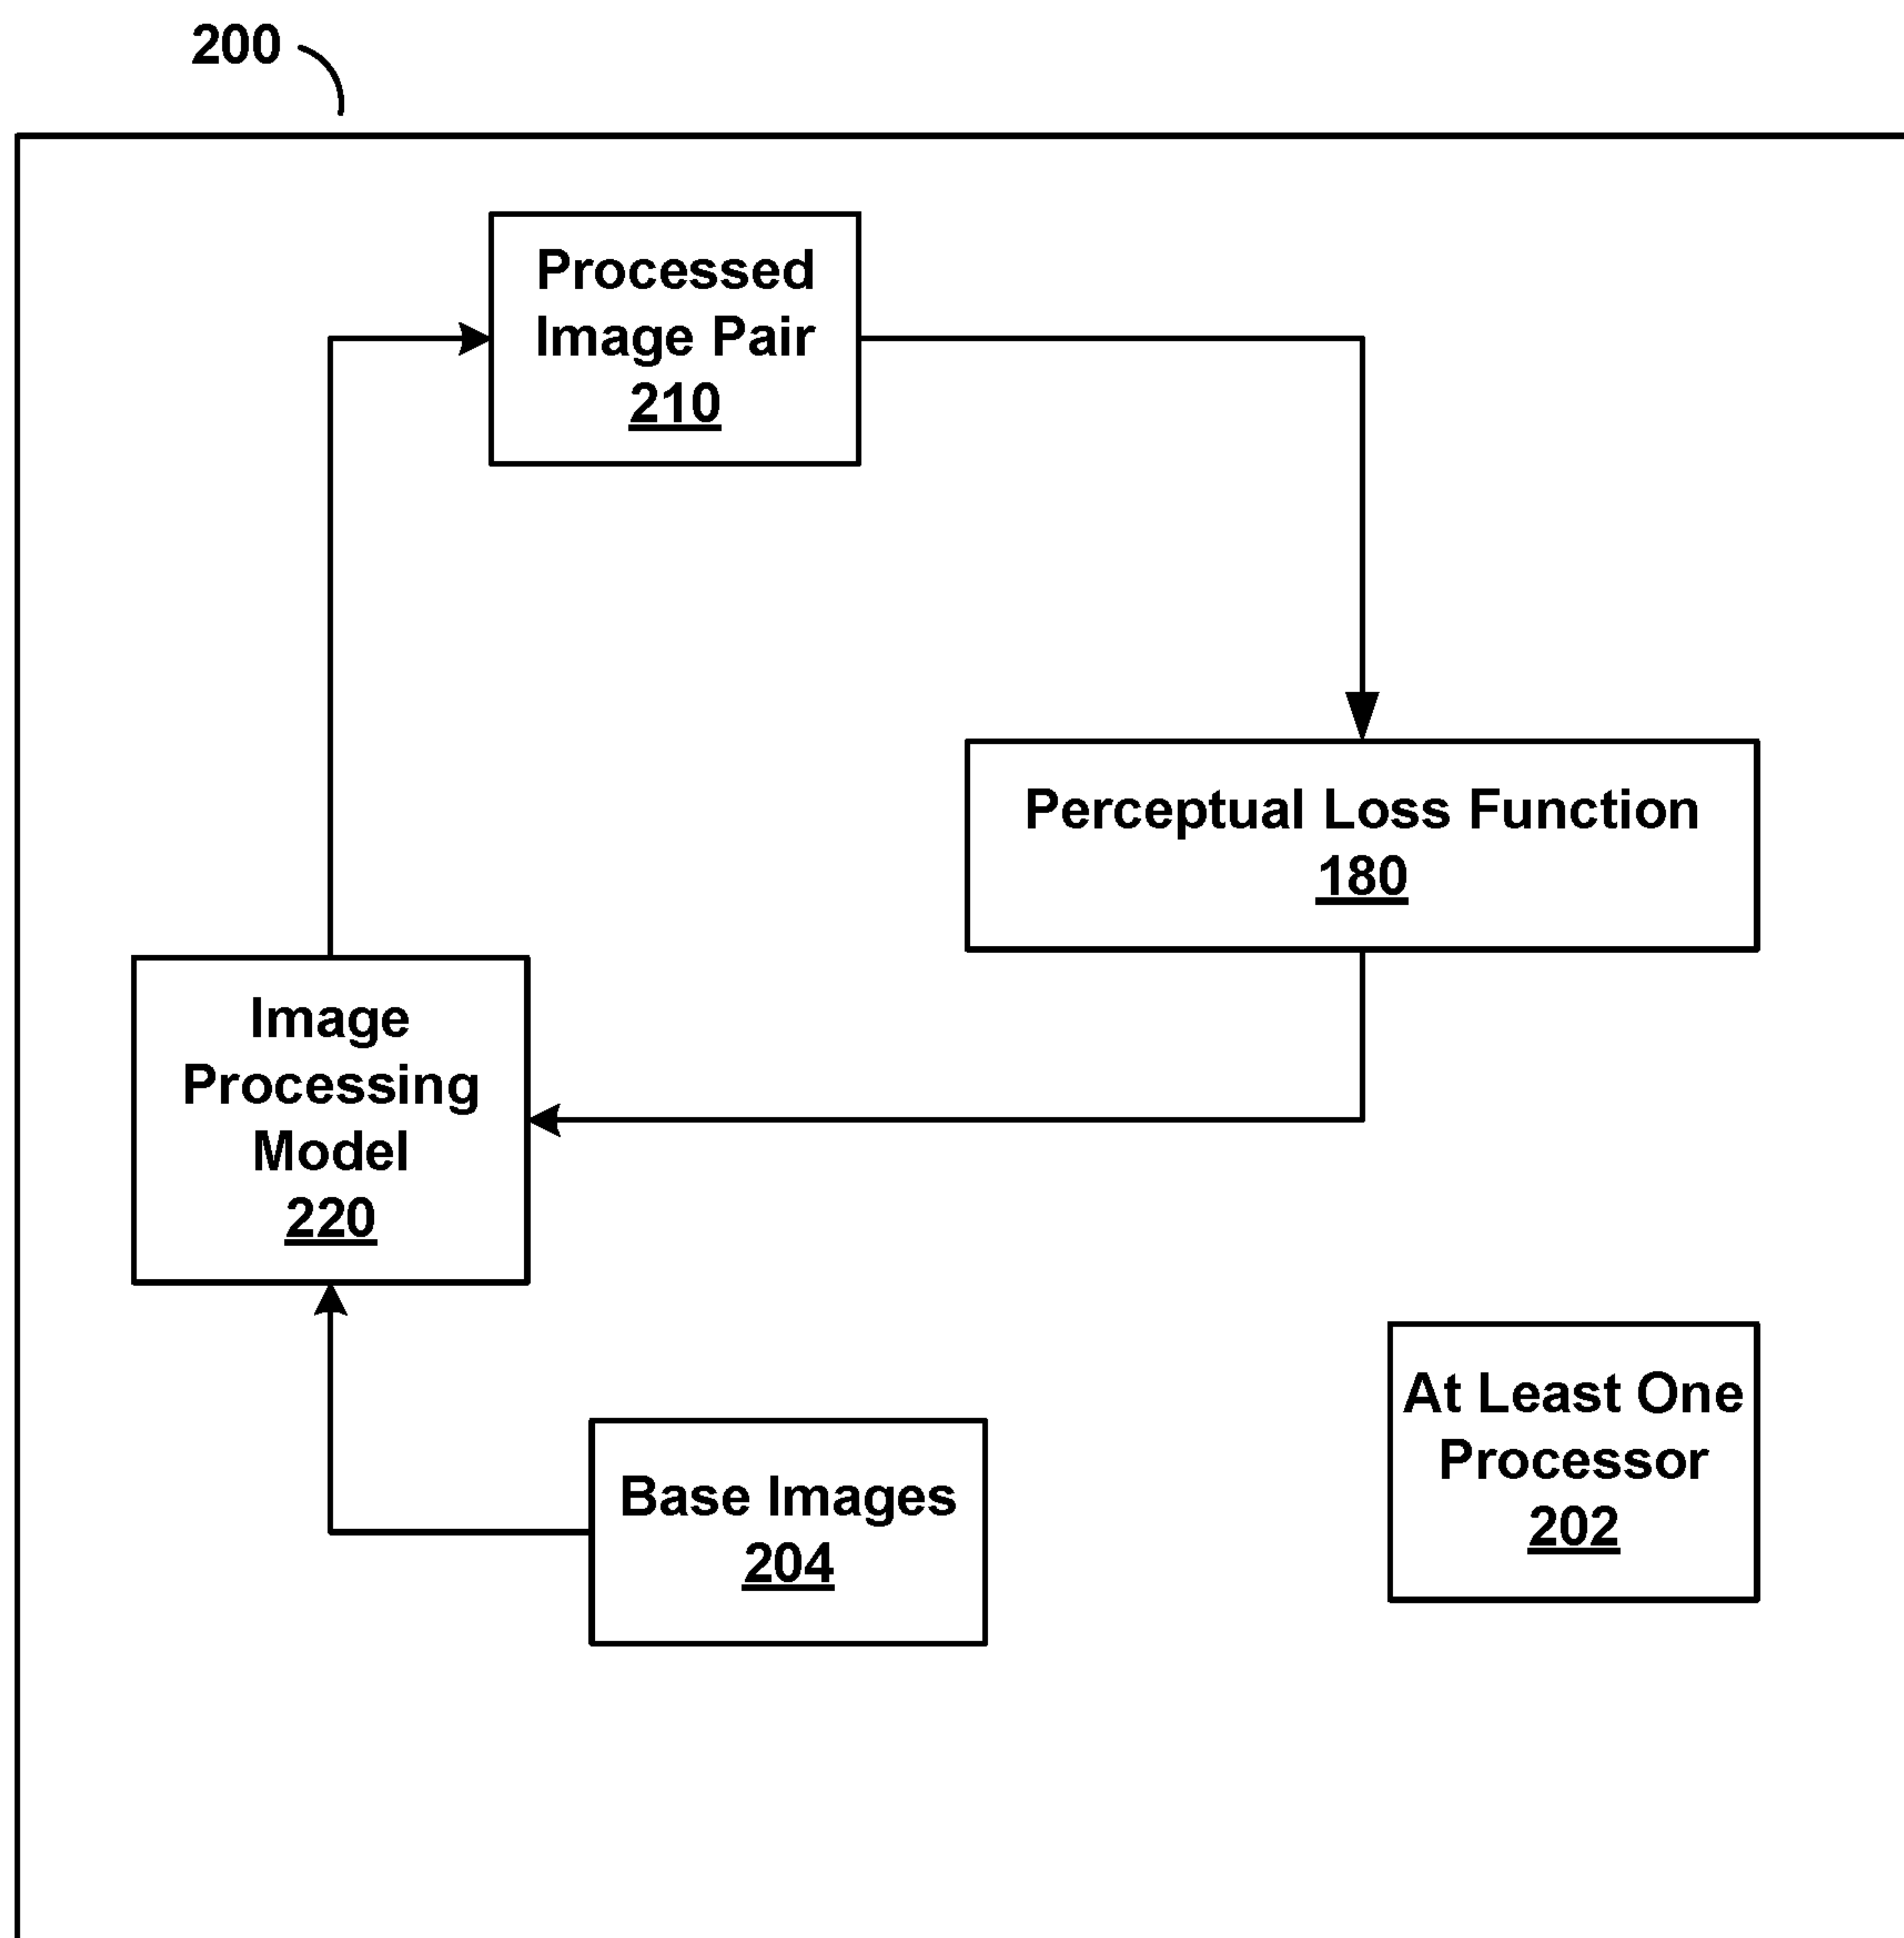 200
Processed
Image Pair
210
Perceptual Loss Function
180
Image
Processing
Model
220
At Least One
Processor
202
Base Images
204